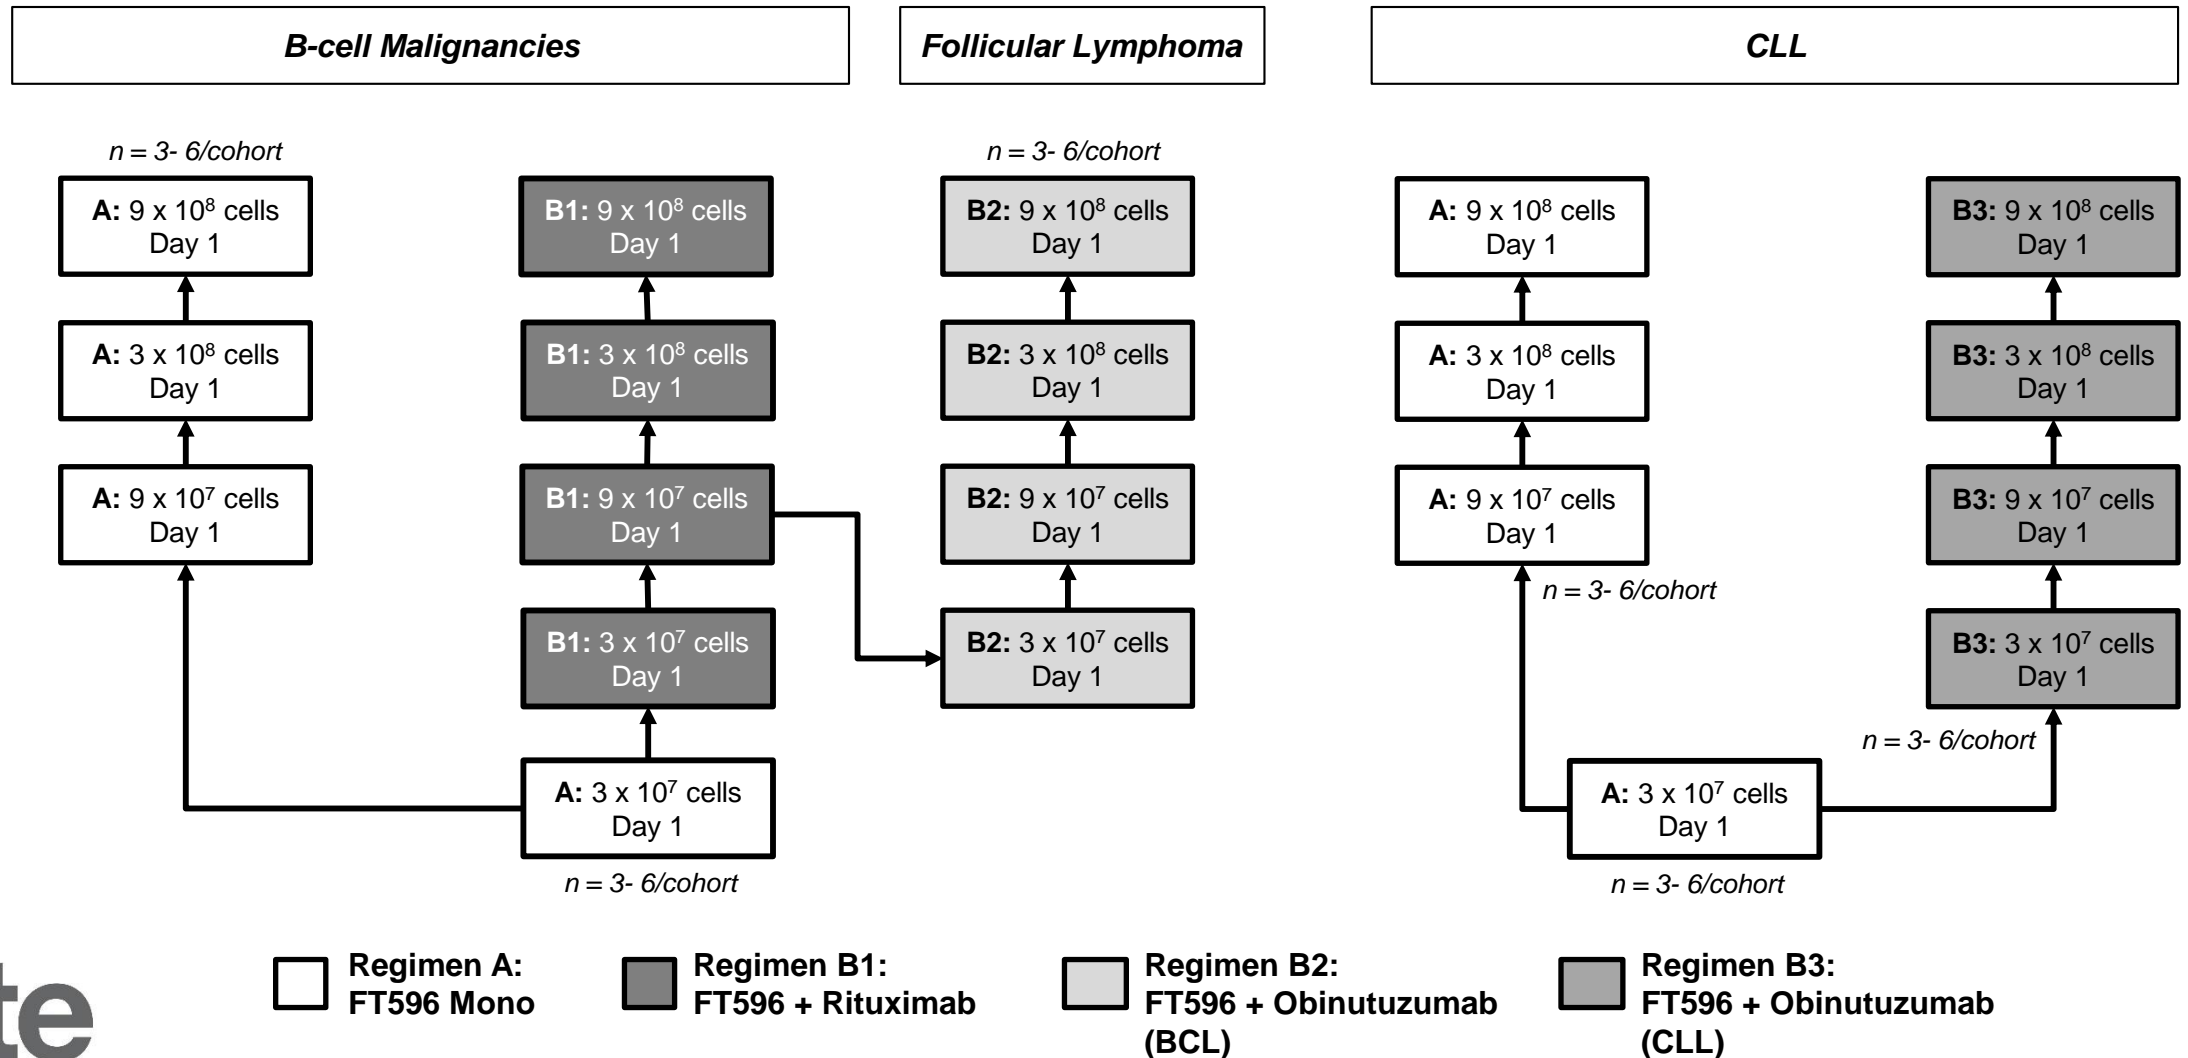 B-cell Malignancies
Follicular Lymphoma
CLL
n = 3- 6/cohort
n = 3- 6/cohort
A: 9 x 10⁸ cells
Day 1
B1: 9 x 10⁸ cells
Day 1
B2: 9 x 10⁸ cells
Day 1
A: 9 x 10⁸ cells
Day 1
B3: 9 x 10⁸ cells
Day 1
A: 3 x 10⁸ cells
Day 1
B1: 3 x 10⁸ cells
Day 1
B2: 3 x 10⁸ cells
Day 1
A: 3 x 10⁸ cells
Day 1
B3: 3 x 10⁸ cells
Day 1
A: 9 x 10⁷ cells
Day 1
B1: 9 x 10⁷ cells
Day 1
B2: 9 x 10⁷ cells
Day 1
A: 9 x 10⁷ cells
Day 1
B3: 9 x 10⁷ cells
Day 1
n = 3- 6/cohort
B1: 3 x 10⁷ cells
Day 1
B2: 3 x 10⁷ cells
Day 1
B3: 3 x 10⁷ cells
Day 1
n = 3- 6/cohort
A: 3 x 10⁷ cells
Day 1
A: 3 x 10⁷ cells
Day 1
n = 3- 6/cohort
n = 3- 6/cohort
Regimen A:
FT596 Mono
Regimen B1:
FT596 + Rituximab
Regimen B2:
FT596 + Obinutuzumab
(BCL)
Regimen B3:
FT596 + Obinutuzumab
(CLL)
te